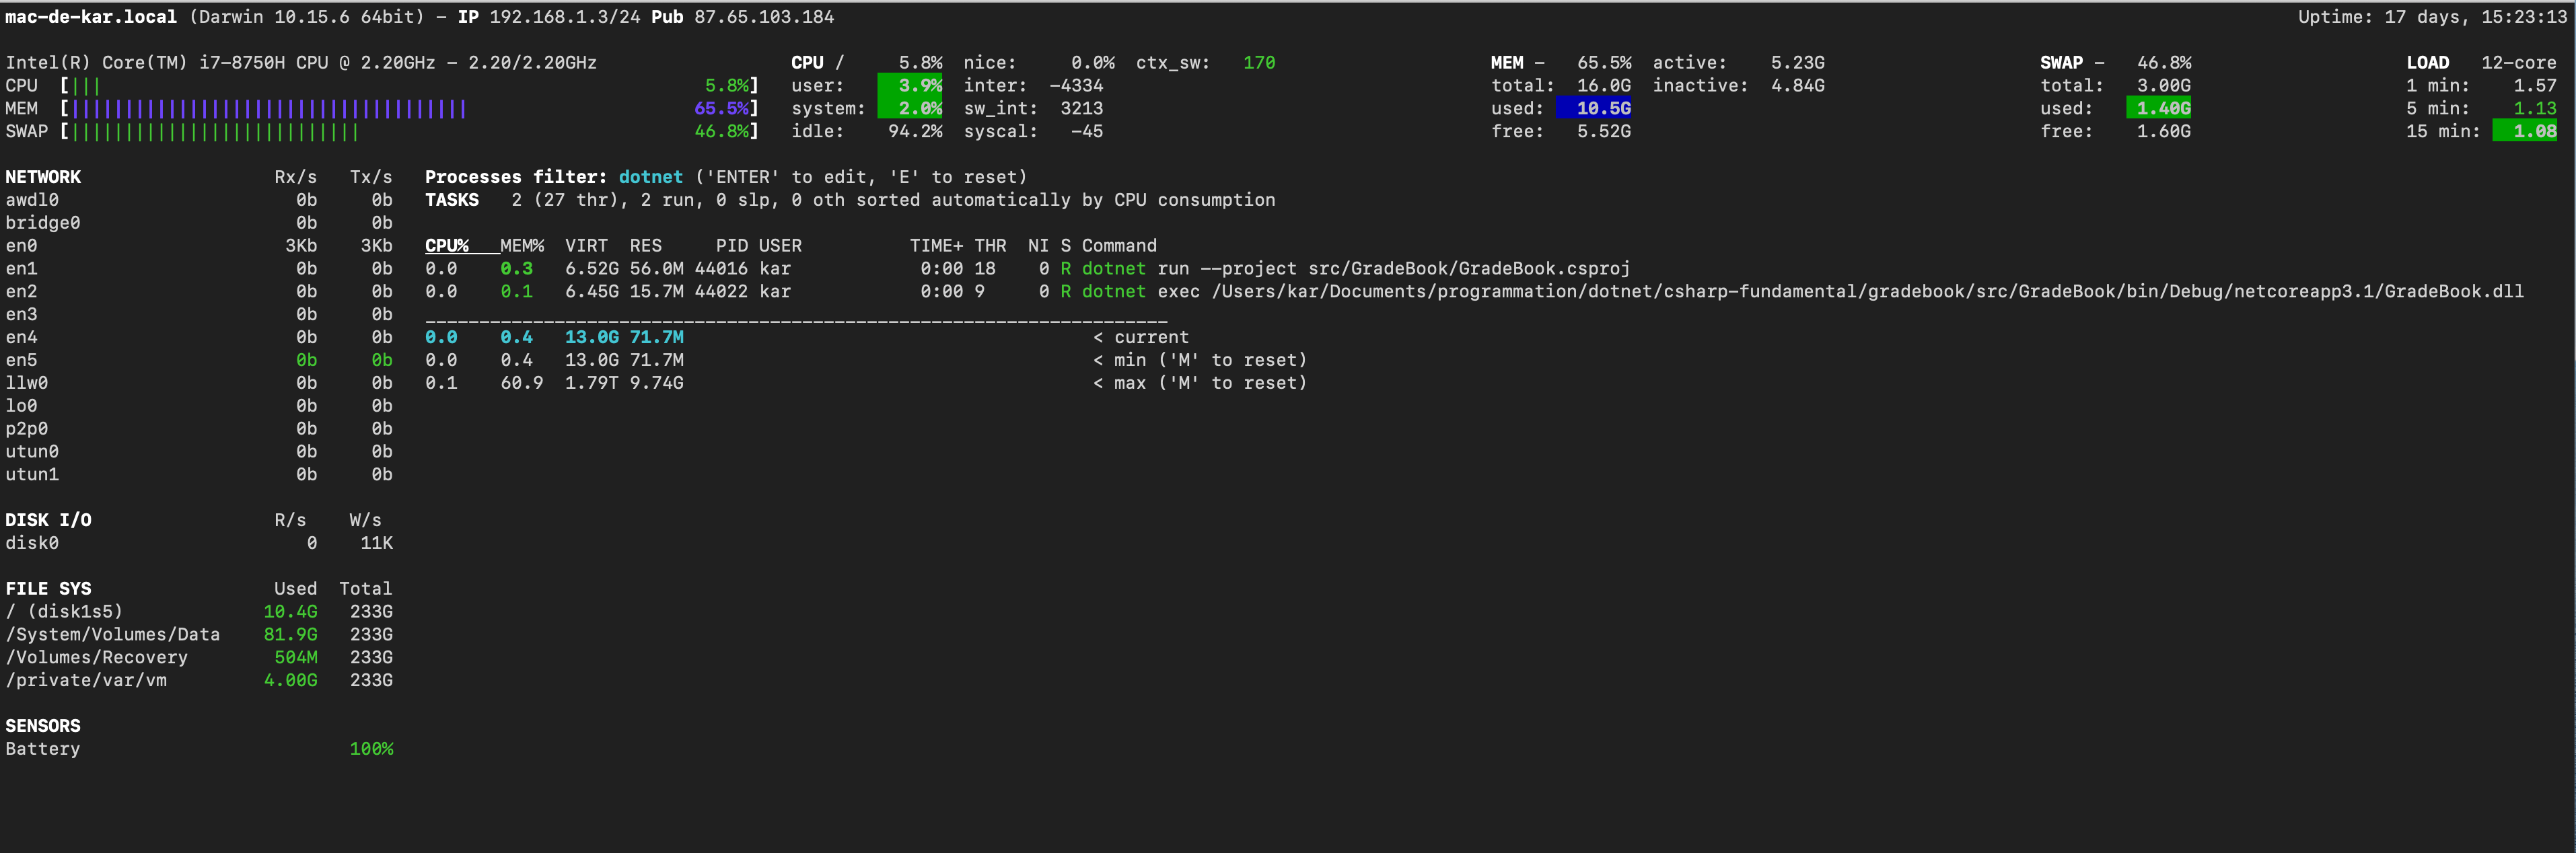 mac-de-kar.local (Darwin 10.15.6 64bit) - IP 192.168.1.3/24 Pub 87.65.103.184 Uptime: 17 days, 15:23:13
Intel(R) Core(TM) i7-8750H CPU @ 2.20GHz - 2.20/2.20GHz CPU / 5.8% nice: 0.0% ctx_sw: 170 MEM - 65.5% active: 5.23G SWAP - 46.8% LOAD 12-core
CPU [||| 5.8%] user: 3.9% inter: -4334 total: 16.0G inactive: 4.84G total: 3.00G 1 min: 1.57
MEM [||||||||||||||||||||||||||||||||||||| 65.5%] system: 2.0% sw_int: 3213 used: 10.5G used: 1.40G 5 min: 1.13
SWAP [||||||||||||||||||||||||||| 46.8%] idle: 94.2% syscal: -45 free: 5.52G free: 1.60G 15 min: 1.08
NETWORK Rx/s Tx/s Processes filter: dotnet ('ENTER' to edit, 'E' to reset)
awdl0 0b 0b TASKS 2 (27 thr), 2 run, 0 slp, 0 oth sorted automatically by CPU consumption
bridge0 0b 0b
en0 3Kb 3Kb CPU% MEM% VIRT RES PID USER TIME+ THR NI S Command
en1 0b 0b 0.0 0.3 6.52G 56.0M 44016 kar 0:00 18 0 R dotnet run --project src/GradeBook/GradeBook.csproj
en2 0b 0b 0.0 0.1 6.45G 15.7M 44022 kar 0:00 9 0 R dotnet exec /Users/kar/Documents/programmation/dotnet/csharp-fundamental/gradebook/src/GradeBook/bin/Debug/netcoreapp3.1/GradeBook.dll
en3 0b 0b _____________________________________________________________________
en4 0b 0b 0.0 0.4 13.0G 71.7M < current
en5 0b 0b 0.0 0.4 13.0G 71.7M < min ('M' to reset)
llw0 0b 0b 0.1 60.9 1.79T 9.74G < max ('M' to reset)
lo0 0b 0b
p2p0 0b 0b
utun0 0b 0b
utun1 0b 0b
DISK I/O R/s W/s
disk0 0 11K
FILE SYS Used Total
/ (disk1s5) 10.4G 233G
/System/Volumes/Data 81.9G 233G
/Volumes/Recovery 504M 233G
/private/var/vm 4.00G 233G
SENSORS
Battery 100%